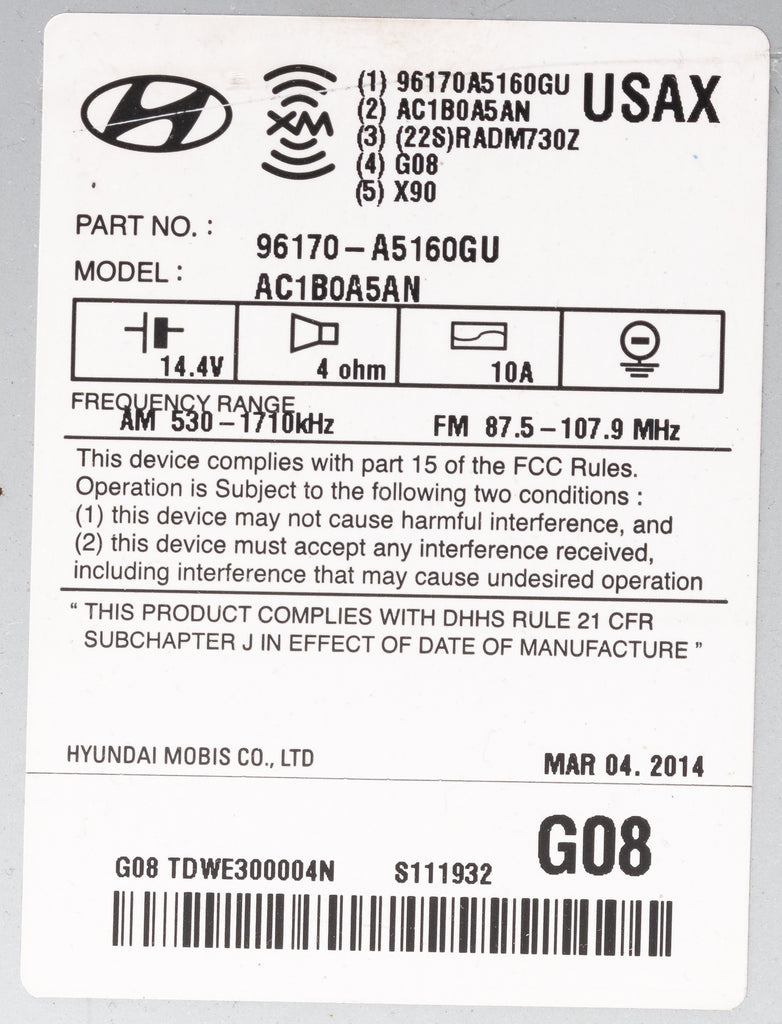 XM
(1) 96170A5160GU
(2) AC1B0A5AN
(3) (22S)RADM730Z
(4) G08
(5) X90
USAX
PART NO. : 96170-A5160GU
MODEL : AC1B0A5AN
14.4V 4 ohm 10A
FREQUENCY RANGE
AM 530-1710kHz FM 87.5-107.9 MHz
This device complies with part 15 of the FCC Rules.
Operation is Subject to the following two conditions :
(1) this device may not cause harmful interference, and
(2) this device must accept any interference received,
including interference that may cause undesired operation
“ THIS PRODUCT COMPLIES WITH DHHS RULE 21 CFR
SUBCHAPTER J IN EFFECT OF DATE OF MANUFACTURE ”
HYUNDAI MOBIS CO., LTD MAR 04. 2014
G08
G08 TDWE300004N S111932